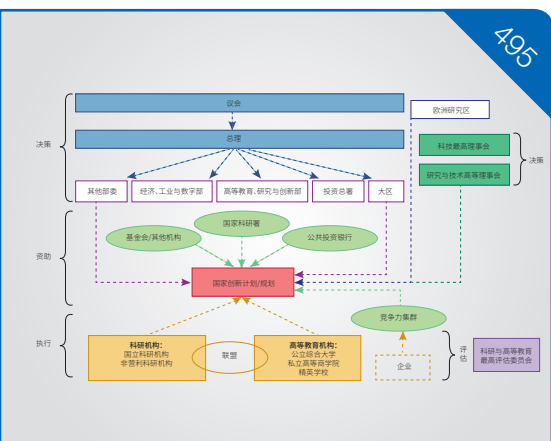 495
议会
欧洲研究区
总理
科技最高理事会
决策
决策
研究与技术高等理事会
其他部委
经济、工业与数字部
高等教育、研究与创新部
投资总署
大区
国家科研署
基金会/其他机构
公共投资银行
资助
国家创新计划/规划
竞争力集群
执行
科研机构：
国立科研机构
非营利科研机构
联盟
高等教育机构：
公立综合大学
私立高等商学院
精英学校
企业
评
估
科研与高等教育
最高评估委员会